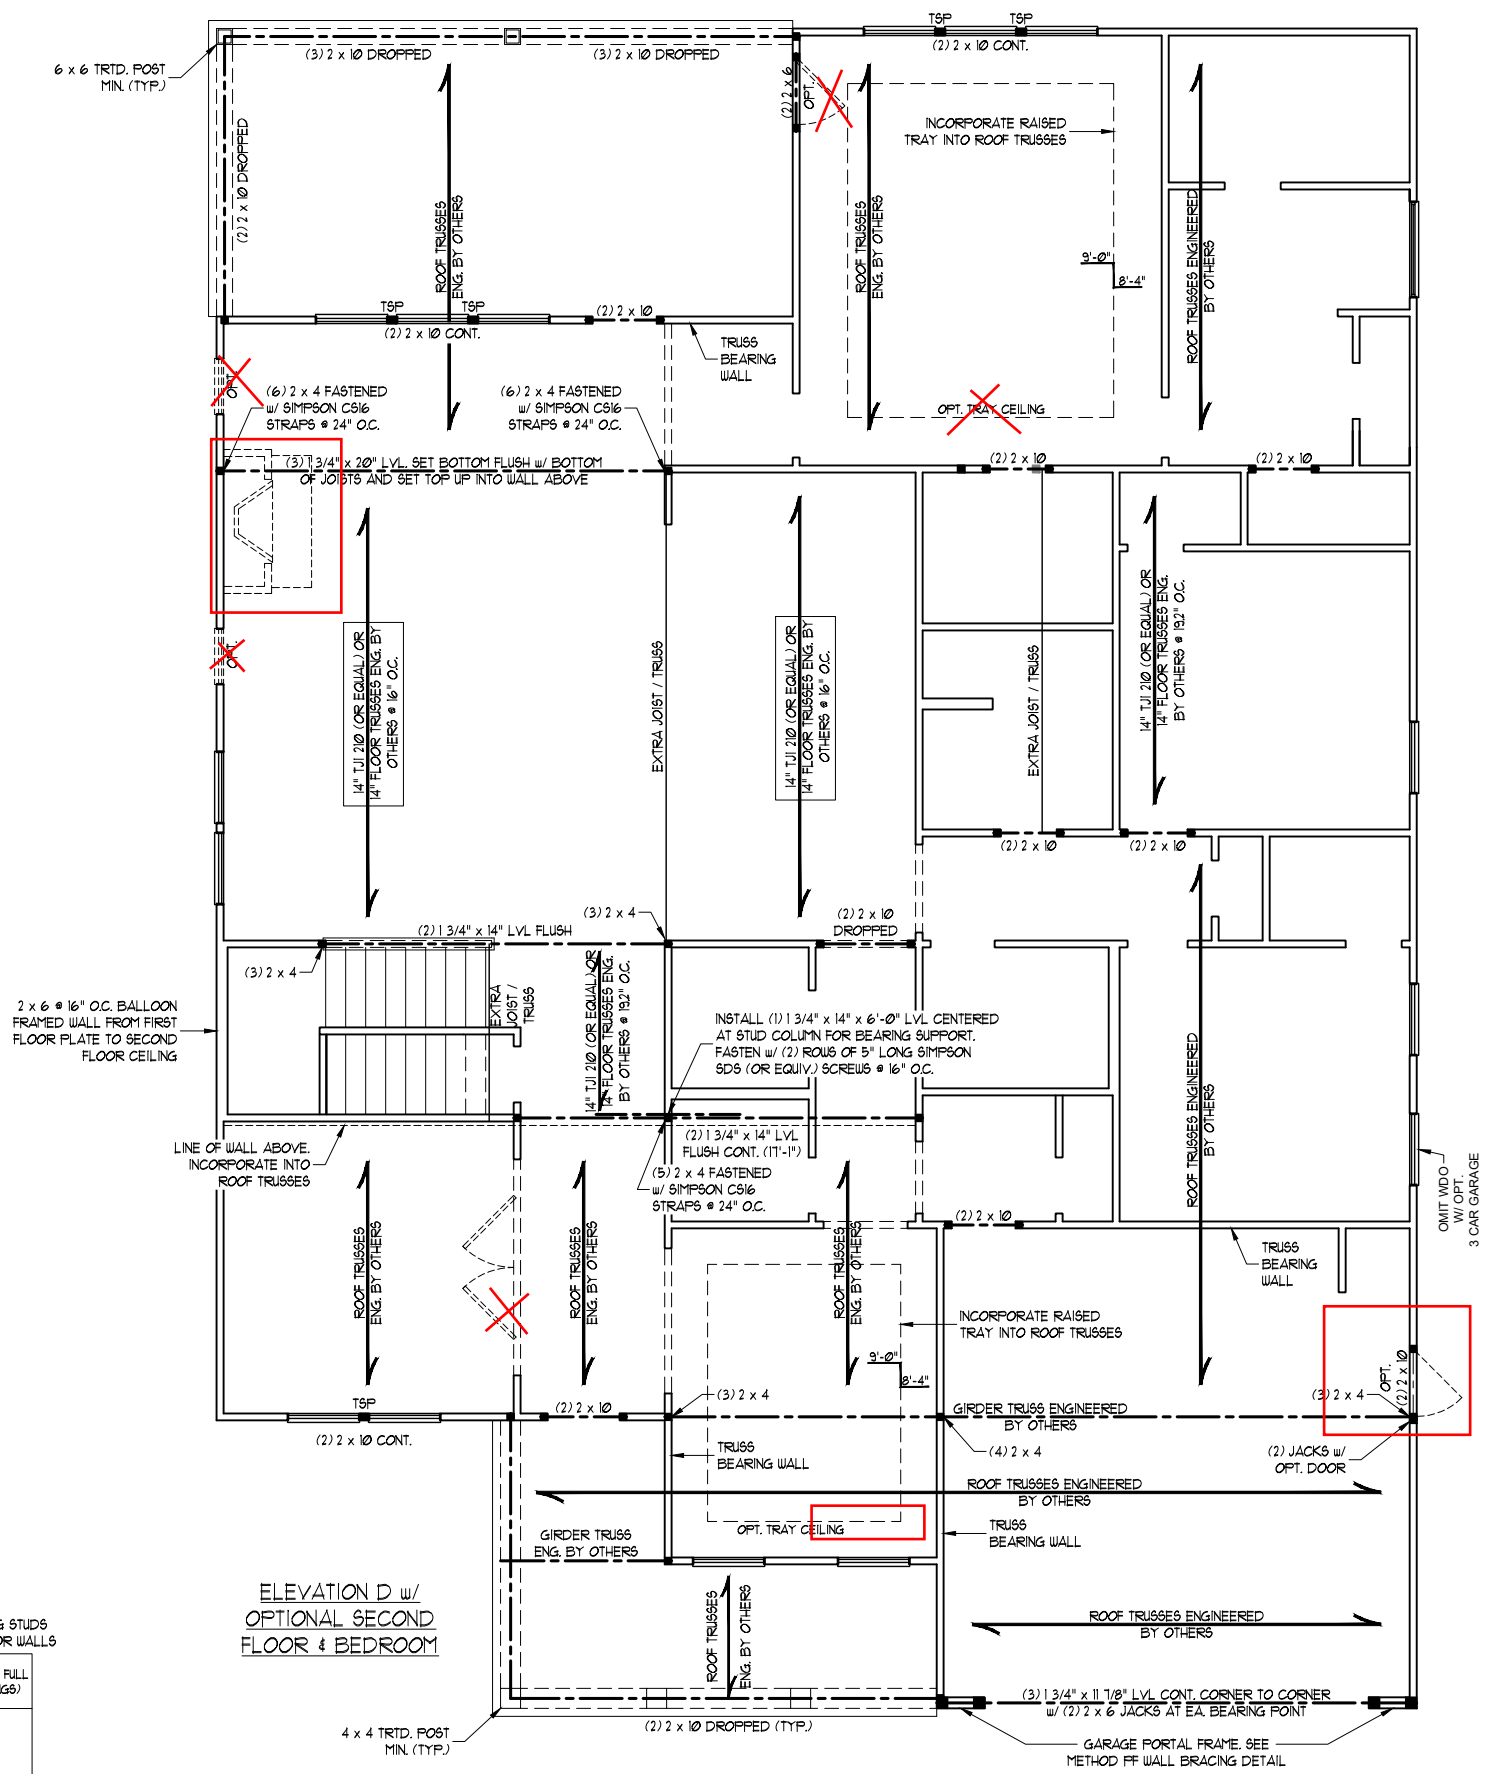 TSP
TSP
(2) 2 x 10 CONT.
(3) 2 x 10 DROPPED
(3) 2 x 10 DROPPED
6 x 6 TRTD. POST
MIN. (TYP.)
(2) 2 x 6
OPT.
(2) 2 x 10 DROPPED
INCORPORATE RAISED
TRAY INTO ROOF TRUSSES
ROOF TRUSSES
ENG. BY OTHERS
ROOF TRUSSES
ENG. BY OTHERS
ROOF TRUSSES ENGINEERED
BY OTHERS
9'-0"
8'-4"
TSP
TSP
(2) 2 x 10
(2) 2 x 10 CONT.
TRUSS
BEARING
WALL
OPT.
(6) 2 x 4 FASTENED
w/ SIMPSON CS16
STRAPS @ 24" O.C.
(6) 2 x 4 FASTENED
w/ SIMPSON CS16
STRAPS @ 24" O.C.
OPT. TRAY CEILING
(3) 1 3/4" x 20" LVL. SET BOTTOM FLUSH w/ BOTTOM
OF JOISTS AND SET TOP UP INTO WALL ABOVE
(2) 2 x 10
(2) 2 x 10
14" TJI 210 (OR EQUAL) OR
14" FLOOR TRUSSES ENG. BY
OTHERS @ 16" O.C.
EXTRA JOIST / TRUSS
14" TJI 210 (OR EQUAL) OR
14" FLOOR TRUSSES ENG. BY
OTHERS @ 16" O.C.
EXTRA JOIST / TRUSS
14" TJI 210 (OR EQUAL) OR
14" FLOOR TRUSSES ENG.
BY OTHERS @ 19.2" O.C.
OPT.
(2) 2 x 10
(2) 2 x 10
(3) 2 x 4
(2) 2 x 10
DROPPED
(2) 1 3/4" x 14" LVL FLUSH
(3) 2 x 4
EXTRA
JOIST /
TRUSS
14" TJI 210 (OR EQUAL) OR
14" FLOOR TRUSSES ENG.
BY OTHERS @ 19.2" O.C.
2 x 6 @ 16" O.C. BALLOON
FRAMED WALL FROM FIRST
FLOOR PLATE TO SECOND
FLOOR CEILING
INSTALL (1) 1 3/4" x 14" x 6'-0" LVL CENTERED
AT STUD COLUMN FOR BEARING SUPPORT.
FASTEN w/ (2) ROWS OF 5" LONG SIMPSON
SDS (OR EQUIV.) SCREWS @ 16" O.C.
ROOF TRUSSES ENGINEERED
BY OTHERS
LINE OF WALL ABOVE.
INCORPORATE INTO
ROOF TRUSSES
(2) 1 3/4" x 14" LVL
FLUSH CONT. (17'-1")
(5) 2 x 4 FASTENED
w/ SIMPSON CS16
STRAPS @ 24" O.C.
OMIT WDO
W/ OPT.
3 CAR GARAGE
(2) 2 x 10
ROOF TRUSSES
ENG. BY OTHERS
ROOF TRUSSES
ENG. BY OTHERS
ROOF TRUSSES
ENG. BY OTHERS
TRUSS
BEARING
WALL
INCORPORATE RAISED
TRAY INTO ROOF TRUSSES
9'-0"
8'-4"
OPT.
(2) 2 x 10
(3) 2 x 4
(3) 2 x 4
TSP
(2) 2 x 10
(2) 2 x 10 CONT.
GIRDER TRUSS ENGINEERED
BY OTHERS
(4) 2 x 4
(2) JACKS w/
OPT. DOOR
TRUSS
BEARING WALL
ROOF TRUSSES ENGINEERED
BY OTHERS
OPT. TRAY CEILING
TRUSS
BEARING WALL
GIRDER TRUSS
ENG. BY OTHERS
ELEVATION D w/
OPTIONAL SECOND
FLOOR & BEDROOM
ROOF TRUSSES
ENG. BY OTHERS
ROOF TRUSSES ENGINEERED
BY OTHERS
STUDS
OR WALLS
FULL
GS)
(3) 1 3/4" x 11 7/8" LVL CONT. CORNER TO CORNER
w/ (2) 2 x 6 JACKS AT EA. BEARING POINT
4 x 4 TRTD. POST
MIN. (TYP.)
(2) 2 x 10 DROPPED (TYP.)
GARAGE PORTAL FRAME. SEE
METHOD PF WALL BRACING DETAIL